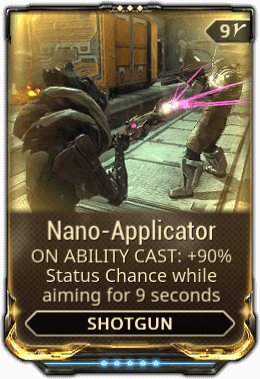 9
Nano-Applicator
ON ABILITY CAST: +90%
Status Chance while
aiming for 9 seconds
SHOTGUN